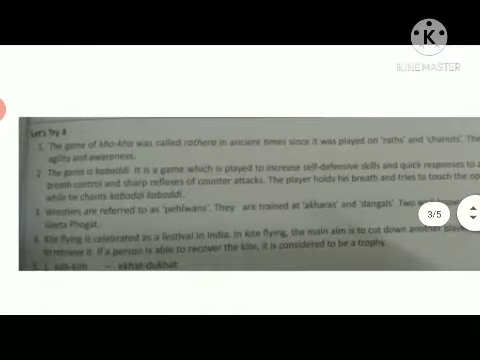 K
KINEMASTER
Let's Try 4
1. The game of kho-kho was called rathera in ancient times since it was played on 'raths' and 'chariots'. The
agility and awareness.
2. The game is kabaddi. It is a game which is played to increase self-defensive skills and quick responses to a
breath control and sharp reflexes of counter attacks. The player holds his breath and tries to touch the op
while he chants kabaddi kabaddi.
3. Wrestlers are referred to as 'pehlwans'. They are trained at 'akharas' and 'dangals'. Two well know
Geeta Phogat.
3/5
4. Kite flying is celebrated as a festival in India. In kite flying, the main aim is to cut down another playe
to retrieve it. If a person is able to recover the kite, it is considered to be a trophy.
– ekhat-dukhat